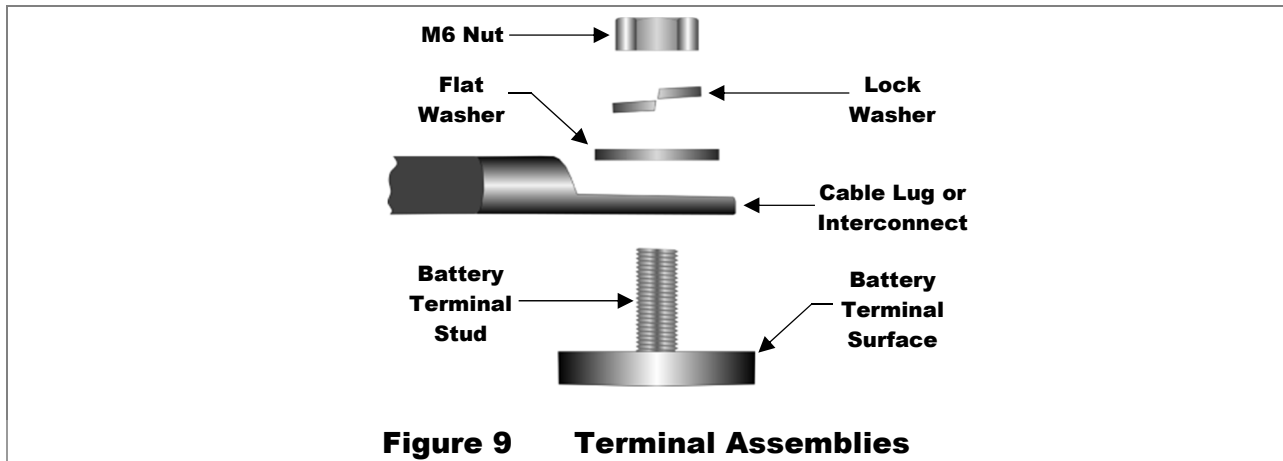 M6 Nut
Flat
Washer
Lock
Washer
Cable Lug or
Interconnect
Battery
Terminal
Stud
Battery
Terminal
Surface
Figure 9 Terminal Assemblies